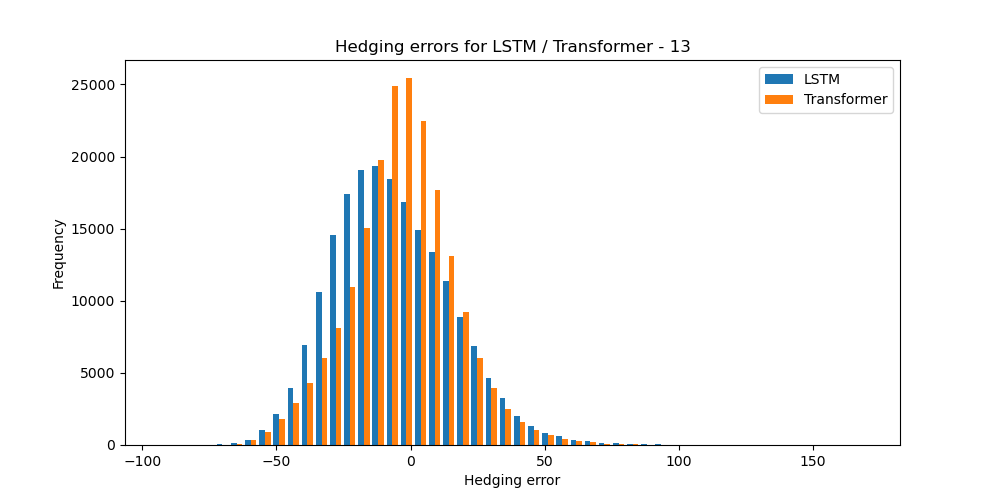 Hedging errors for LSTM / Transformer - 13
LSTM
Transformer
25000
20000
15000
10000
5000
0
Frequency
−100
−50
0
50
100
150
Hedging error